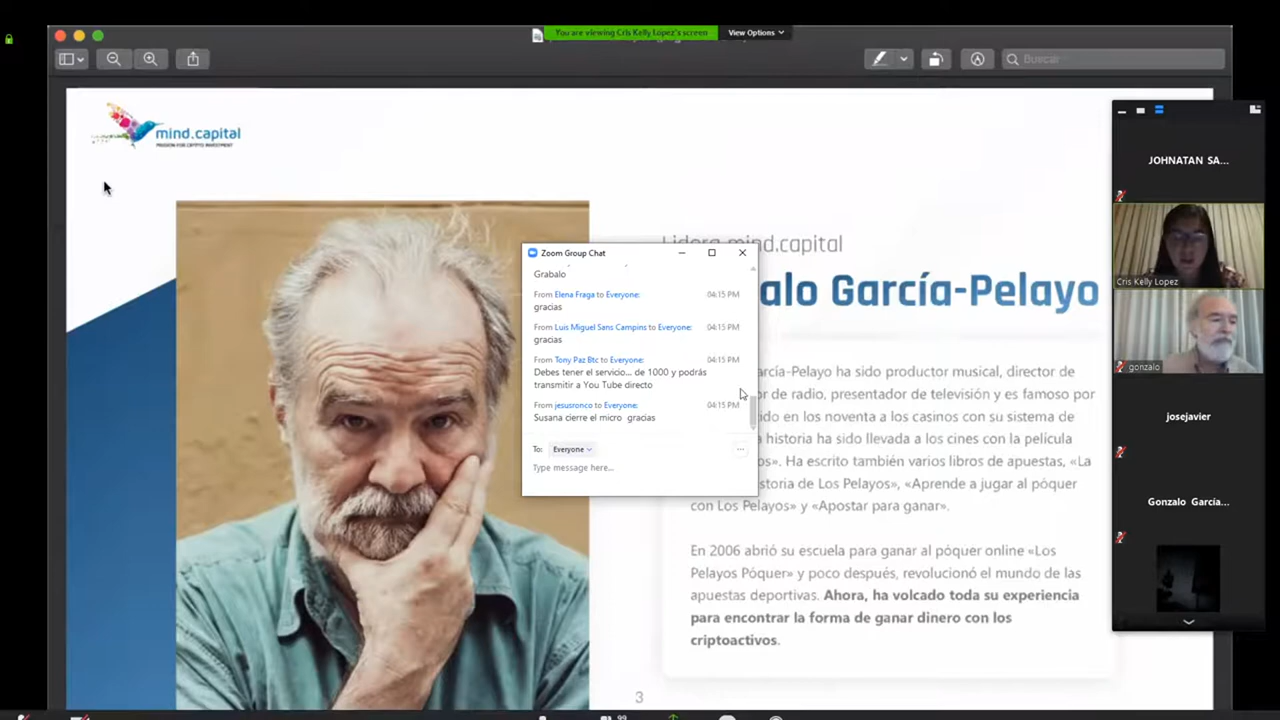 You are viewing Cris Kelly Lopez's screen
View Options
Buscar
mind.capital
PASSION FOR CRYPTO INVESTMENT
JOHNATAN SA...
Cris Kelly Lopez
gonzalo
josejavier
Gonzalo García...
mind.capital
alo García-Pelayo
arcía-Pelayo ha sido productor musical, director de
or de radio, presentador de televisión y es famoso por
ido en los noventa a los casinos con su sistema de
a historia ha sido llevada a los cines con la película
os». Ha escrito también varios libros de apuestas, «La
storia de Los Pelayos», «Aprende a jugar al póquer
con Los Pelayos» y «Apostar para ganar».
En 2006 abrió su escuela para ganar al póquer online «Los
Pelayos Póquer» y poco después, revolucionó el mundo de las
apuestas deportivas. Ahora, ha volcado toda su experiencia
para encontrar la forma de ganar dinero con los
criptoactivos.
3
Zoom Group Chat
Grabalo
From Elena Fraga to Everyone: 04:15 PM
gracias
From Luis Miguel Sans Campins to Everyone: 04:15 PM
gracias
From Tony Paz Btc to Everyone: 04:15 PM
Debes tener el servicio... de 1000 y podrás
transmitir a You Tube directo
From jesusronco to Everyone: 04:15 PM
Susana cierre el micro gracias
To: Everyone
Type message here...
99